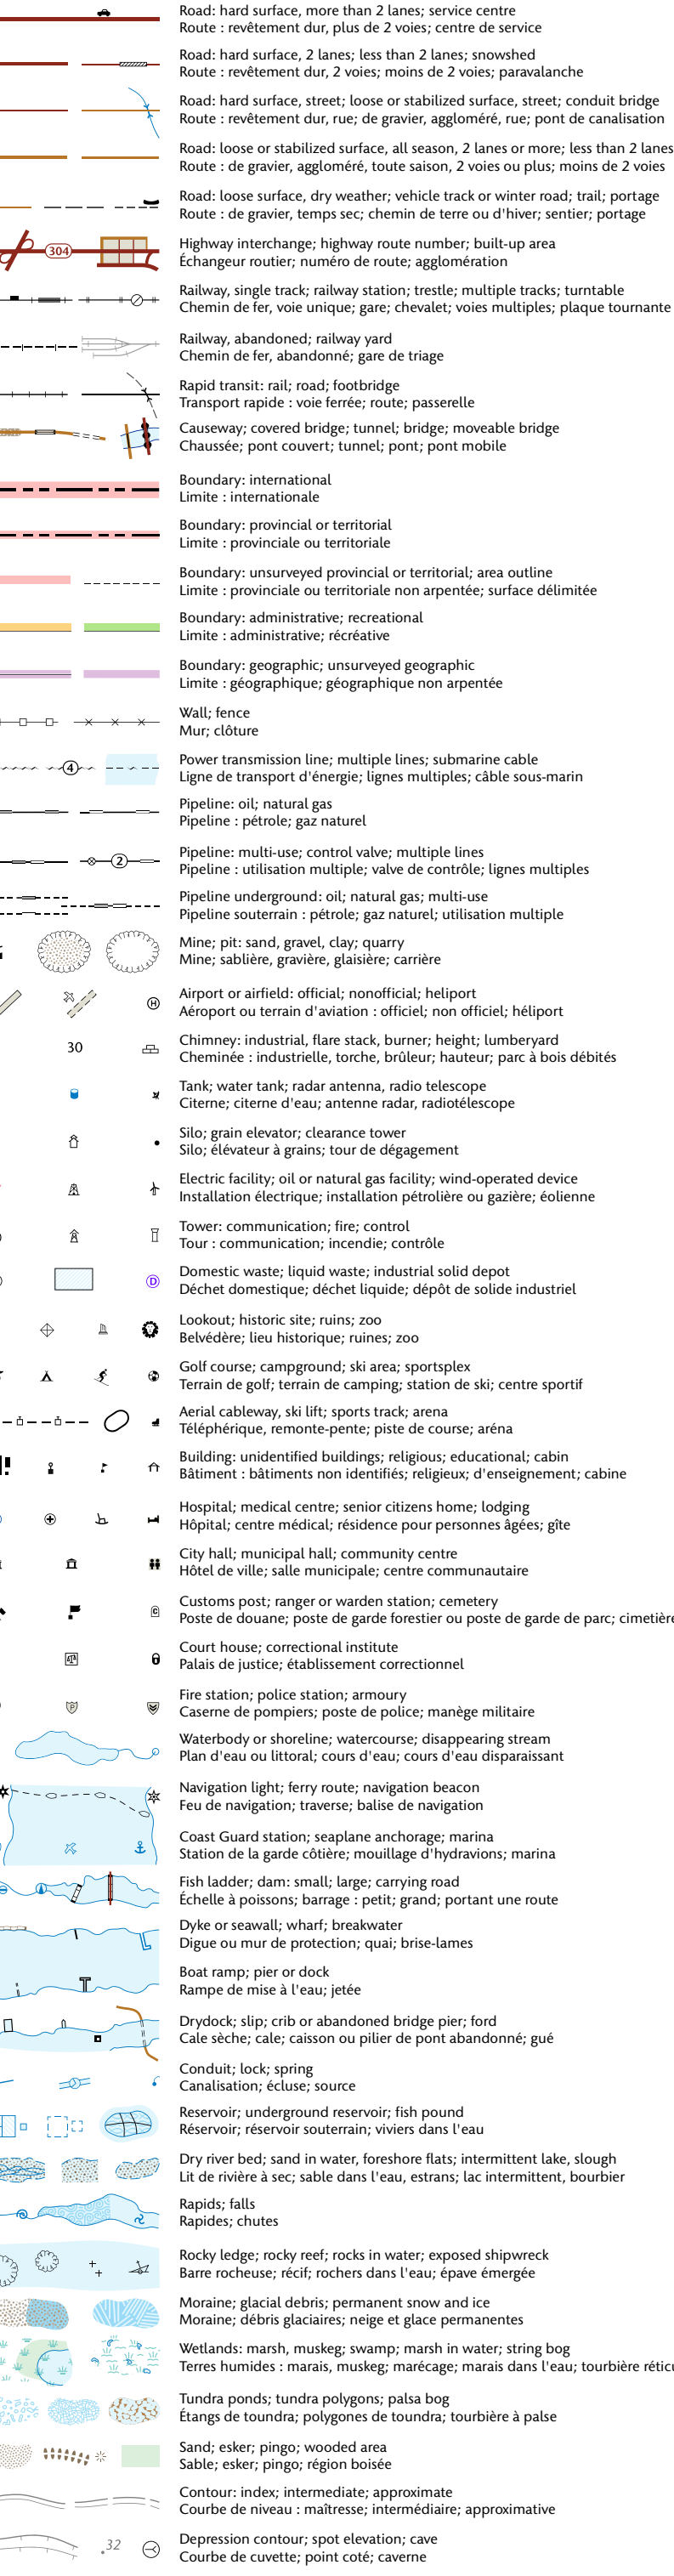 Road: hard surface, more than 2 lanes; service centre
Route : revêtement dur, plus de 2 voies; centre de service
Road: hard surface, 2 lanes; less than 2 lanes; snowshed
Route : revêtement dur, 2 voies; moins de 2 voies; paravalanche
Road: hard surface, street; loose or stabilized surface, street; conduit bridge
Route : revêtement dur, rue; de gravier, aggloméré, rue; pont de canalisation
Road: loose or stabilized surface, all season, 2 lanes or more; less than 2 lanes
Route : de gravier, aggloméré, toute saison, 2 voies ou plus; moins de 2 voies
Road: loose surface, dry weather; vehicle track or winter road; trail; portage
Route : de gravier, temps sec; chemin de terre ou d'hiver; sentier; portage
304
Highway interchange; highway route number; built-up area
Échangeur routier; numéro de route; agglomération
Railway, single track; railway station; trestle; multiple tracks; turntable
Chemin de fer, voie unique; gare; chevalet; voies multiples; plaque tournante
Railway, abandoned; railway yard
Chemin de fer, abandonné; gare de triage
Rapid transit: rail; road; footbridge
Transport rapide : voie ferrée; route; passerelle
Causeway; covered bridge; tunnel; bridge; moveable bridge
Chaussée; pont couvert; tunnel; pont; pont mobile
Boundary: international
Limite : internationale
Boundary: provincial or territorial
Limite : provinciale ou territoriale
Boundary: unsurveyed provincial or territorial; area outline
Limite : provinciale ou territoriale non arpentée; surface délimitée
Boundary: administrative; recreational
Limite : administrative; récréative
Boundary: geographic; unsurveyed geographic
Limite : géographique; géographique non arpentée
Wall; fence
Mur; clôture
4
Power transmission line; multiple lines; submarine cable
Ligne de transport d'énergie; lignes multiples; câble sous-marin
Pipeline: oil; natural gas
Pipeline : pétrole; gaz naturel
2
Pipeline: multi-use; control valve; multiple lines
Pipeline : utilisation multiple; valve de contrôle; lignes multiples
Pipeline underground: oil; natural gas; multi-use
Pipeline souterrain : pétrole; gaz naturel; utilisation multiple
Mine; pit: sand, gravel, clay; quarry
Mine; sablière, gravière, glaisière; carrière
H
Airport or airfield: official; nonofficial; heliport
Aéroport ou terrain d'aviation : officiel; non officiel; héliport
30
Chimney: industrial, flare stack, burner; height; lumberyard
Cheminée : industrielle, torche, brûleur; hauteur; parc à bois débités
Tank; water tank; radar antenna, radio telescope
Citerne; citerne d'eau; antenne radar, radiotélescope
Silo; grain elevator; clearance tower
Silo; élévateur à grains; tour de dégagement
Electric facility; oil or natural gas facility; wind-operated device
Installation électrique; installation pétrolière ou gazière; éolienne
Tower: communication; fire; control
Tour : communication; incendie; contrôle
D
Domestic waste; liquid waste; industrial solid depot
Déchet domestique; déchet liquide; dépôt de solide industriel
Lookout; historic site; ruins; zoo
Belvédère; lieu historique; ruines; zoo
Golf course; campground; ski area; sportsplex
Terrain de golf; terrain de camping; station de ski; centre sportif
Aerial cableway, ski lift; sports track; arena
Téléphérique, remonte-pente; piste de course; aréna
Building: unidentified buildings; religious; educational; cabin
Bâtiment : bâtiments non identifiés; religieux; d'enseignement; cabine
Hospital; medical centre; senior citizens home; lodging
Hôpital; centre médical; résidence pour personnes âgées; gîte
City hall; municipal hall; community centre
Hôtel de ville; salle municipale; centre communautaire
C
Customs post; ranger or warden station; cemetery
Poste de douane; poste de garde forestier ou poste de garde de parc; cimetière
Court house; correctional institute
Palais de justice; établissement correctionnel
P
Fire station; police station; armoury
Caserne de pompiers; poste de police; manège militaire
Waterbody or shoreline; watercourse; disappearing stream
Plan d'eau ou littoral; cours d'eau; cours d'eau disparaissant
Navigation light; ferry route; navigation beacon
Feu de navigation; traverse; balise de navigation
Coast Guard station; seaplane anchorage; marina
Station de la garde côtière; mouillage d'hydravions; marina
Fish ladder; dam: small; large; carrying road
Échelle à poissons; barrage : petit; grand; portant une route
Dyke or seawall; wharf; breakwater
Digue ou mur de protection; quai; brise-lames
Boat ramp; pier or dock
Rampe de mise à l'eau; jetée
Drydock; slip; crib or abandoned bridge pier; ford
Cale sèche; cale; caisson ou pilier de pont abandonné; gué
Conduit; lock; spring
Canalisation; écluse; source
Reservoir; underground reservoir; fish pound
Réservoir; réservoir souterrain; viviers dans l'eau
Dry river bed; sand in water, foreshore flats; intermittent lake, slough
Lit de rivière à sec; sable dans l'eau, estrans; lac intermittent, bourbier
Rapids; falls
Rapides; chutes
Rocky ledge; rocky reef; rocks in water; exposed shipwreck
Barre rocheuse; récif; rochers dans l'eau; épave émergée
Moraine; glacial debris; permanent snow and ice
Moraine; débris glaciaires; neige et glace permanentes
Wetlands: marsh, muskeg; swamp; marsh in water; string bog
Terres humides : marais, muskeg; marécage; marais dans l'eau; tourbière réticu
Tundra ponds; tundra polygons; palsa bog
Étangs de toundra; polygones de toundra; tourbière à palse
Sand; esker; pingo; wooded area
Sable; esker; pingo; région boisée
Contour: index; intermediate; approximate
Courbe de niveau : maîtresse; intermédiaire; approximative
.32
Depression contour; spot elevation; cave
Courbe de cuvette; point coté; caverne